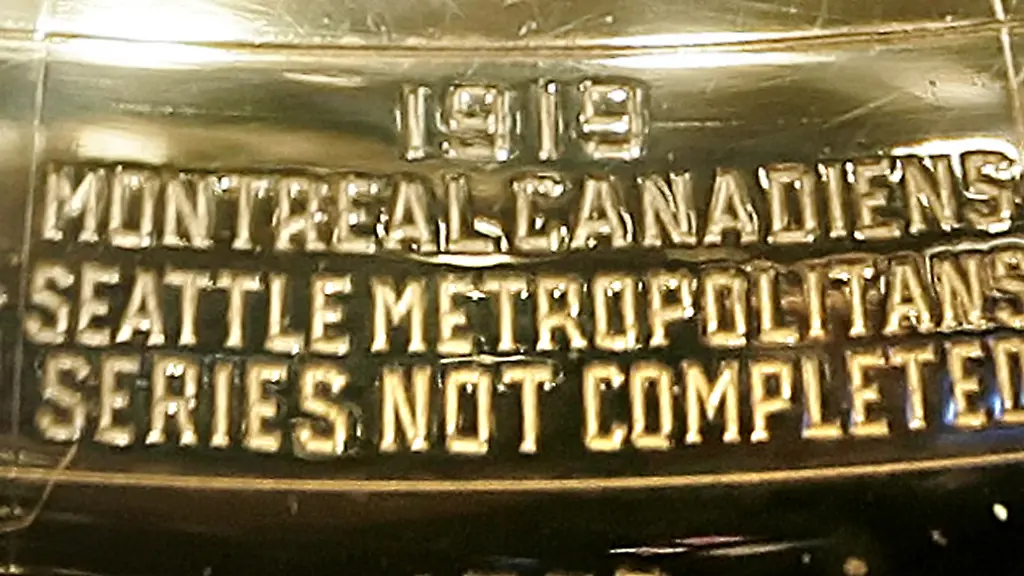 1919
MONTREAL CANADIENS
SEATTLE METROPOLITANS
SERIES NOT COMPLETED